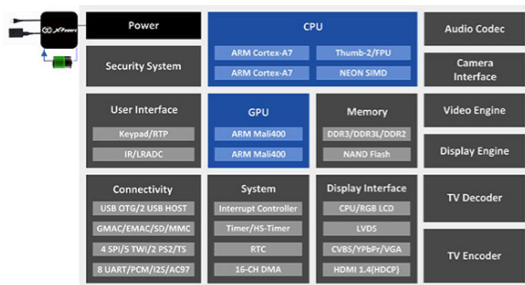 XPowers
Power
Security System
CPU
ARM Cortex-A7
Thumb-2/FPU
ARM Cortex-A7
NEON SIMD
Audio Codec
Camera
Interface
User Interface
Keypad/RTP
IR/LRADC
GPU
ARM Mali400
ARM Mali400
Memory
DDR3/DDR3L/DDR2
NAND Flash
Video Engine
Display Engine
Connectivity
USB OTG/2 USB HOST
GMAC/EMAC/SD/MMC
4 SPI/5 TWI/2 PS2/TS
8 UART/PCM/I2S/AC97
System
Interrupt Controller
Timer/HS-Timer
RTC
16-CH DMA
Display Interface
CPU/RGB LCD
LVDS
CVBS/YPbPr/VGA
HDMI 1.4(HDCP)
TV Decoder
TV Encoder